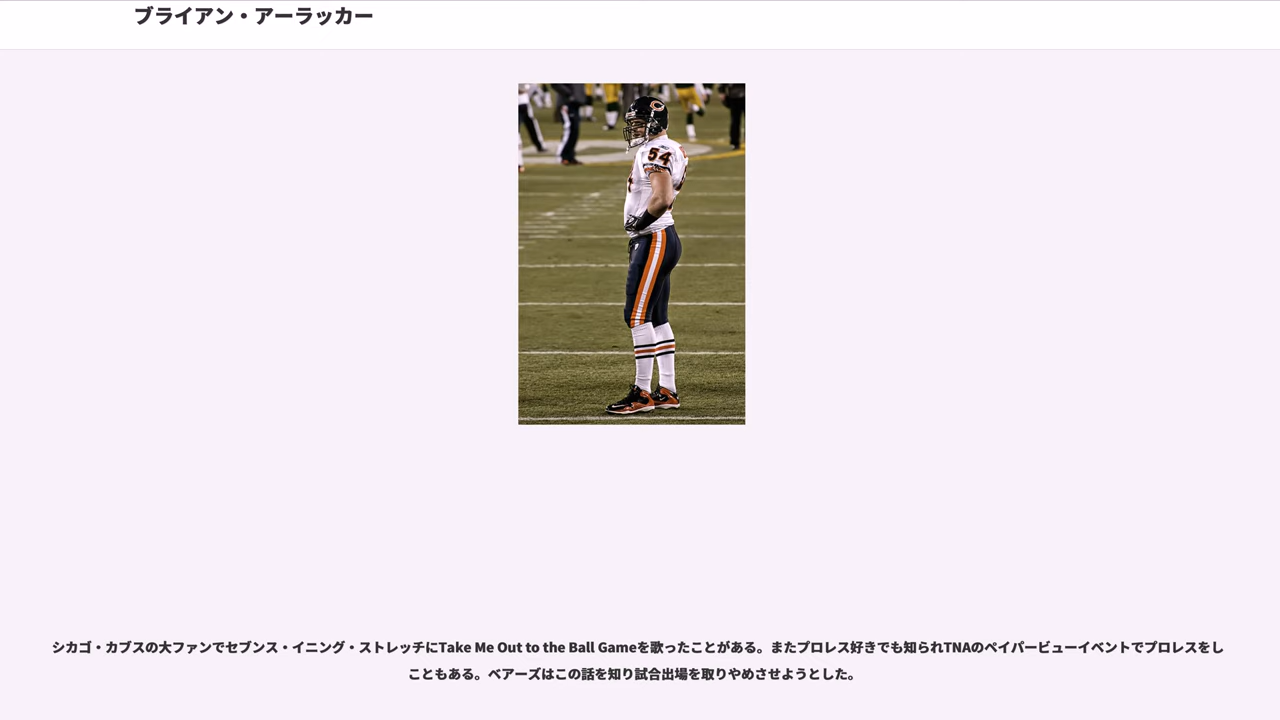 ブライアン・アーラッカー
54
シカゴ・カブスの大ファンでセブンス・イニング・ストレッチにTake Me Out to the Ball Gameを歌ったことがある。またプロレス好きでも知られTNAのペイパービューイベントでプロレスをし
こともある。ベアーズはこの話を知り試合出場を取りやめさせようとした。